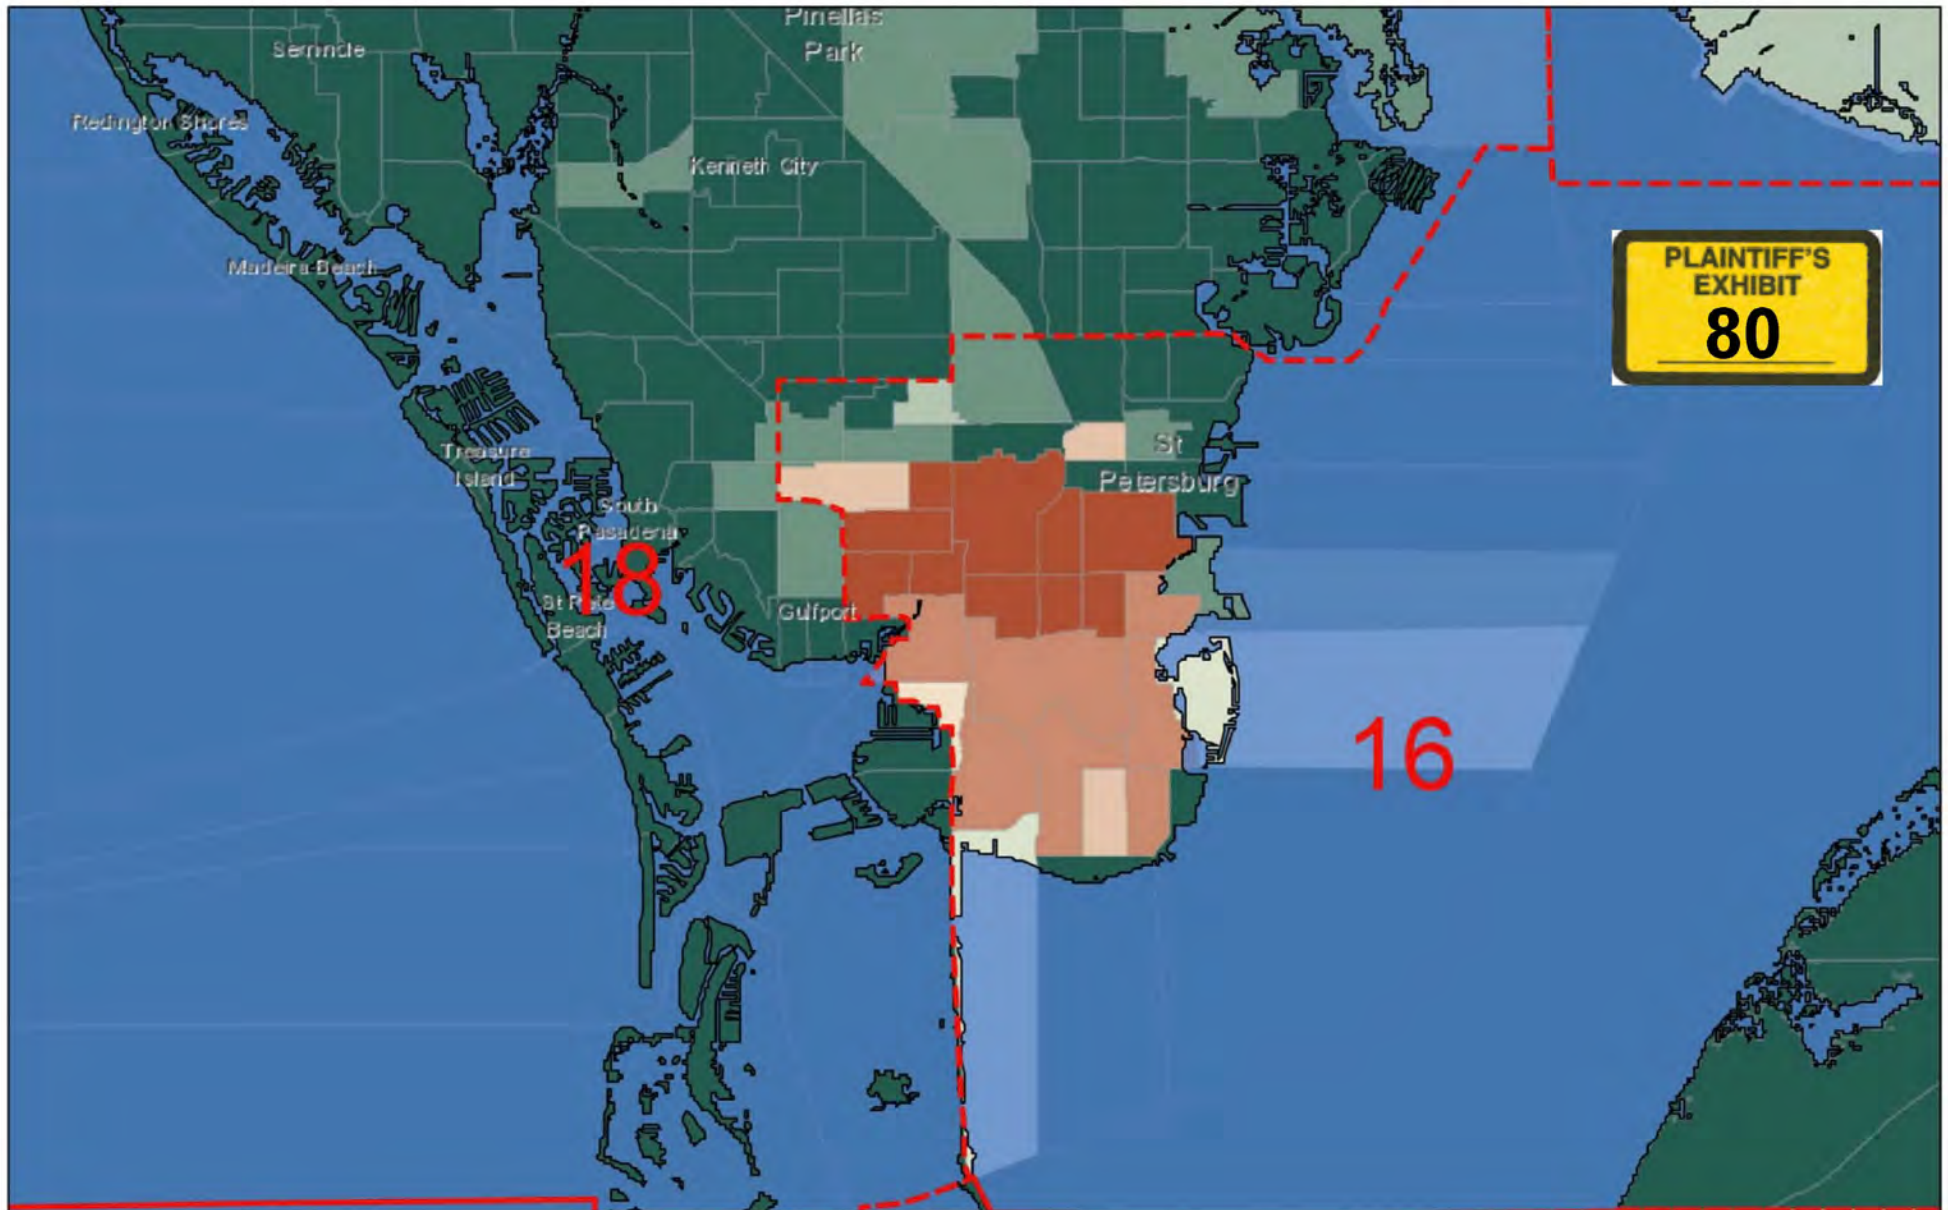 Pinellas
Park
Seminole
Redington Shores
Kenneth City
Madeira Beach
PLAINTIFF'S
EXHIBIT
80
St
Petersburg
Treasure
Island
South
Pasadena
18
St Pete
Beach
Gulfport
16